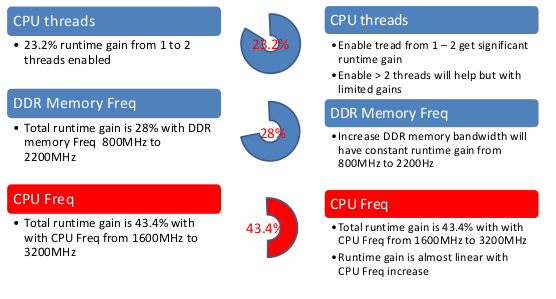 CPU threads
• 23.2% runtime gain from 1 to 2
threads enabled
23.2%
CPU threads
• Enable tread from 1 – 2 get significant
runtime gain
• Enable > 2 threads will help but with
limited gains
DDR Memory Freq
• Total runtime gain is 28% with DDR
memory Freq 800MHz to
2200MHz
28%
DDR Memory Freq
• Increase DDR memory bandwidth will
have constant runtime gain from
800MHz to 2200Hz
CPU Freq
• Total runtime gain is 43.4% with
with CPU Freq from 1600MHz to
3200MHz
43.4%
CPU Freq
• Total runtime gain is 43.4% with with
CPU Freq from 1600MHz to 3200MHz
• Runtime gain is almost linear with
CPU Freq increase